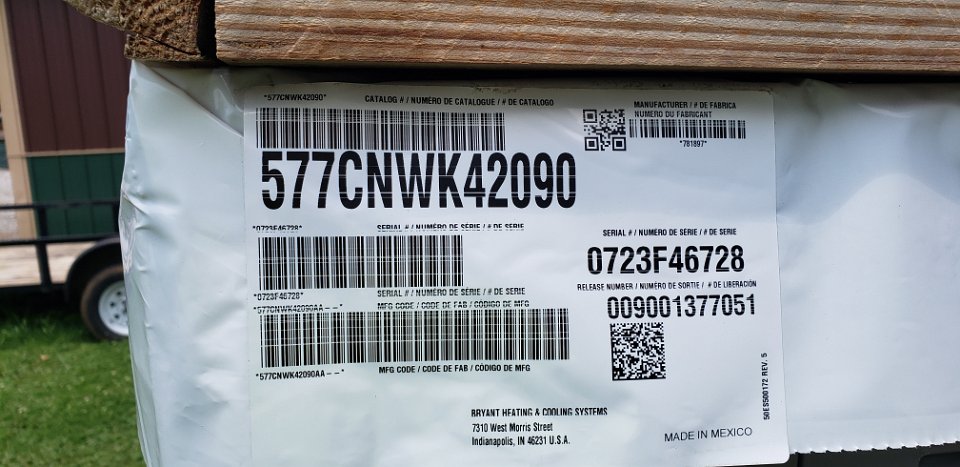 *577CNWK42090*
CATALOG # / NUMÉRO DE CATALOGUE / # DE CATALOGO
577CNWK42090
MANUFACTURER / # DE FABRICA
NUMÉRO DU FABRICANT
*781897*
*0723F46728*
SERIAL # / NUMÉRO DE SÉRIE / # DE SERIE
*0723F46728*
SERIAL # / NUMÉRO DE SÉRIE / # DE SERIE
*577CNWK42090AA--*
MFG CODE / CODE DE FAB / CÓDIGO DE MFG
*577CNWK42090AA--*
MFG CODE / CODE DE FAB / CÓDIGO DE MFG
SERIAL # / NUMÉRO DE SÉRIE / # DE SERIE
0723F46728
RELEASE NUMBER / NUMÉRO DE SORTIE / # DE LIBERACIÓN
009001377051
50ES500172 REV. 5
BRYANT HEATING & COOLING SYSTEMS
7310 West Morris Street
Indianapolis, IN 46231 U.S.A.
MADE IN MEXICO